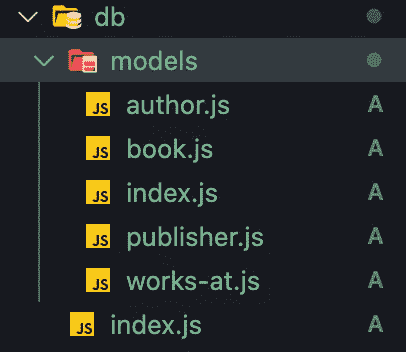 db
models
JS author.js A
JS book.js A
JS index.js A
JS publisher.js A
JS works-at.js A
JS index.js A